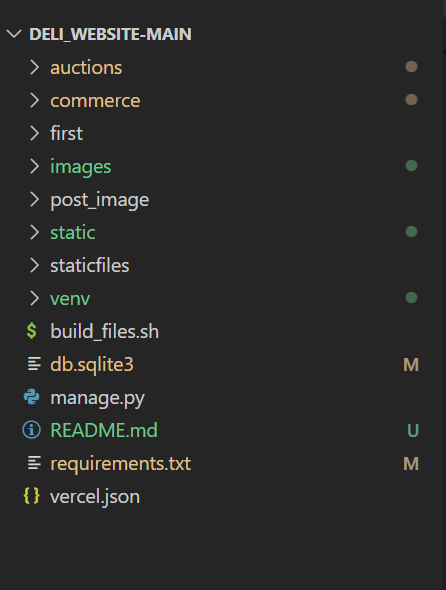 DELI_WEBSITE-MAIN
auctions
commerce
first
images
post_image
static
staticfiles
venv
$ build_files.sh
db.sqlite3 M
manage.py
README.md U
requirements.txt M
{} vercel.json